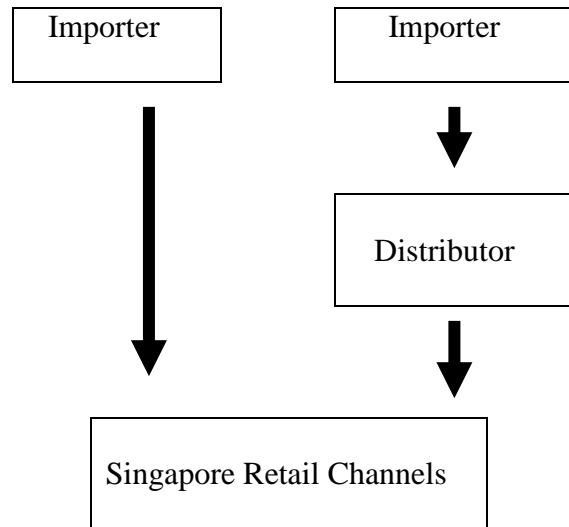 Importer
Importer
Distributor
Singapore Retail Channels